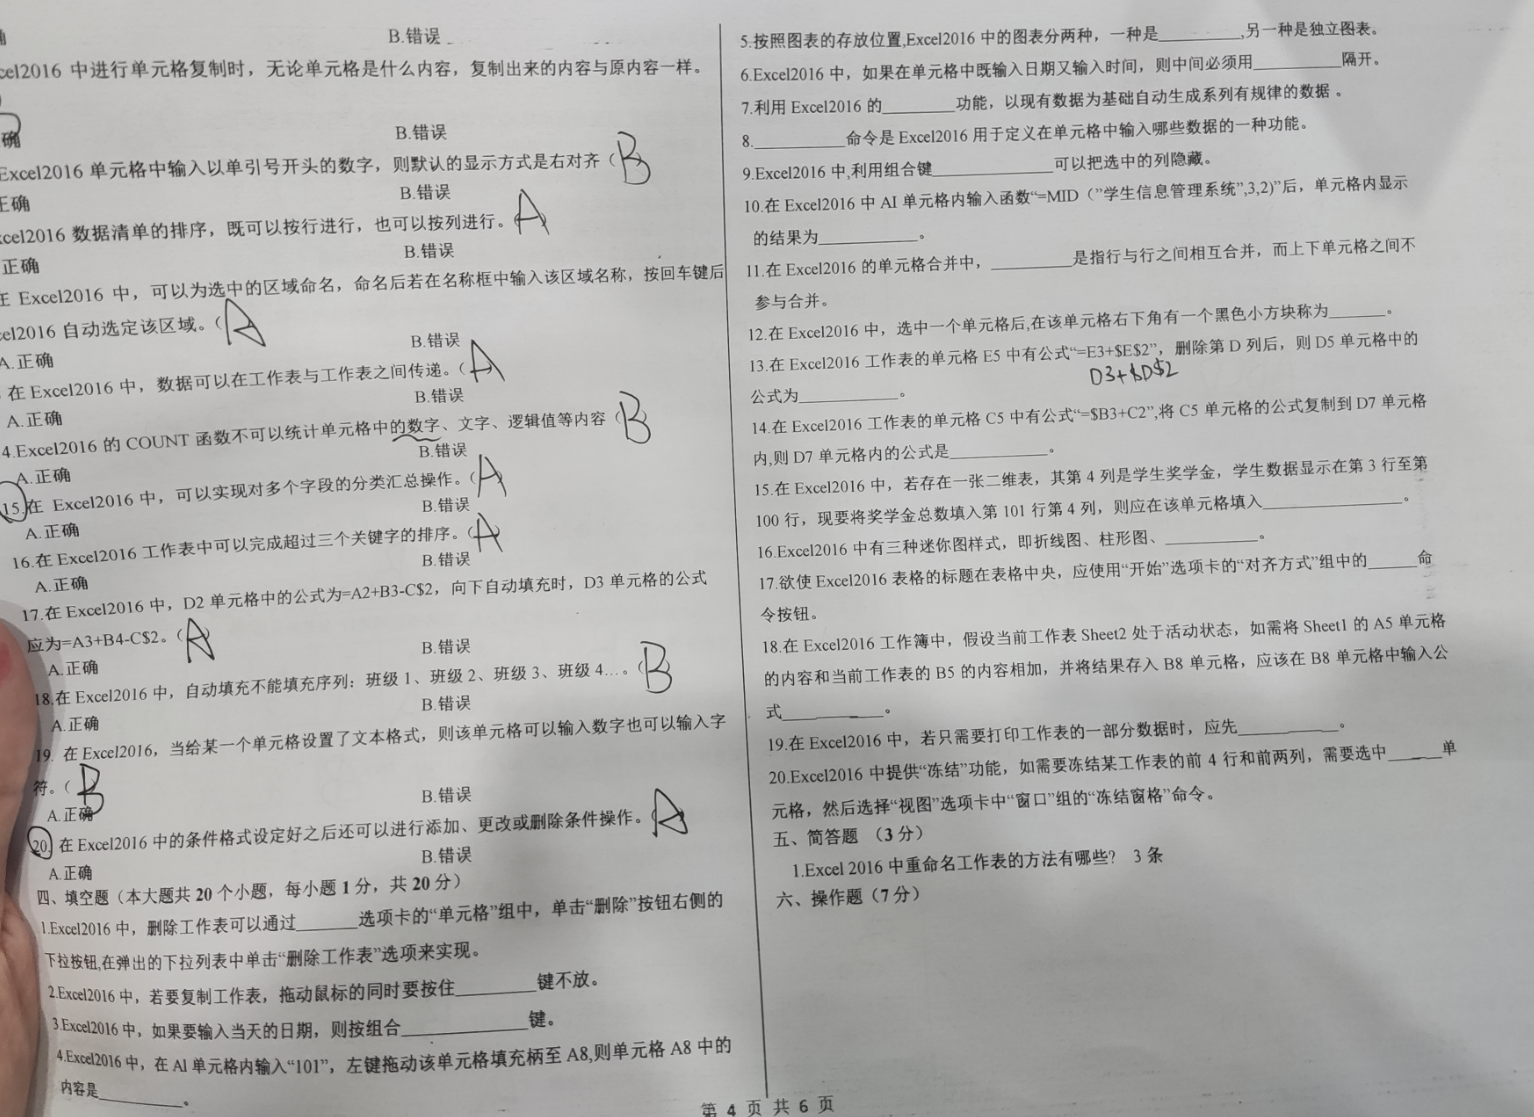 B.错误
cel2016 中进行单元格复制时，无论单元格是什么内容，复制出来的内容与原内容一样。
确
B.错误
Excel2016 单元格中输入以单引号开头的数字，则默认的显示方式是右对齐（B）
正确
B.错误
xcel2016 数据清单的排序，既可以按行进行，也可以按列进行。（A）
正确
B.错误
在 Excel2016 中，可以为选中的区域命名，命名后若在名称框中输入该区域名称，按回车键后
cel2016 自动选定该区域。（A
A.正确
B.错误
在 Excel2016 中，数据可以在工作表与工作表之间传递。（A
A.正确
B.错误
4.Excel2016 的 COUNT 函数不可以统计单元格中的数字、文字、逻辑值等内容（B）
A.正确
B.错误
15.在 Excel2016 中，可以实现对多个字段的分类汇总操作。（A）
A.正确
B.错误
16.在 Excel2016 工作表中可以完成超过三个关键字的排序。（A
A.正确
B.错误
17.在 Excel2016 中，D2 单元格中的公式为=A2+B3-C$2，向下自动填充时，D3 单元格的公式
应为=A3+B4-C$2。（A）
A.正确
B.错误
18.在 Excel2016 中，自动填充不能填充序列：班级 1、班级 2、班级 3、班级 4…。（B）
A.正确
B.错误
19. 在 Excel2016，当给某一个单元格设置了文本格式，则该单元格可以输入数字也可以输入字
符。（B
A.正确
B.错误
20. 在 Excel2016 中的条件格式设定好之后还可以进行添加、更改或删除条件操作。（A
A.正确
B.错误
四、填空题（本大题共 20 个小题，每小题 1 分，共 20 分）
1.Excel2016 中，删除工作表可以通过______选项卡的“单元格”组中，单击“删除”按钮右侧的
下拉按钮,在弹出的下拉列表中单击“删除工作表”选项来实现。
2.Excel2016 中，若要复制工作表，拖动鼠标的同时要按住________键不放。
3.Excel2016 中，如果要输入当天的日期，则按组合____________键。
4.Excel2016 中，在 Al 单元格内输入“101”，左键拖动该单元格填充柄至 A8,则单元格 A8 中的
内容是________。
5.按照图表的存放位置,Excel2016 中的图表分两种，一种是________,另一种是独立图表。
6.Excel2016 中，如果在单元格中既输入日期又输入时间，则中间必须用________隔开。
7.利用 Excel2016 的_______功能，以现有数据为基础自动生成系列有规律的数据 。
8._________命令是 Excel2016 用于定义在单元格中输入哪些数据的一种功能。
9.Excel2016 中,利用组合键____________可以把选中的列隐藏。
10.在 Excel2016 中 AI 单元格内输入函数“=MID（”学生信息管理系统”,3,2)”后，单元格内显示
的结果为__________。
11.在 Excel2016 的单元格合并中，________是指行与行之间相互合并，而上下单元格之间不
参与合并。
12.在 Excel2016 中，选中一个单元格后,在该单元格右下角有一个黑色小方块称为______。
13.在 Excel2016 工作表的单元格 E5 中有公式“=E3+$E$2”，删除第 D 列后，则 D5 单元格中的
D3+$D$2
公式为__________。
14.在 Excel2016 工作表的单元格 C5 中有公式“=$B3+C2”,将 C5 单元格的公式复制到 D7 单元格
内,则 D7 单元格内的公式是__________。
15.在 Excel2016 中，若存在一张二维表，其第 4 列是学生奖学金，学生数据显示在第 3 行至第
100 行，现要将奖学金总数填入第 101 行第 4 列，则应在该单元格填入______________。
16.Excel2016 中有三种迷你图样式，即折线图、柱形图、_________。
17.欲使 Excel2016 表格的标题在表格中央，应使用“开始”选项卡的“对齐方式”组中的_____命
令按钮。
18.在 Excel2016 工作簿中，假设当前工作表 Sheet2 处于活动状态，如需将 Sheet1 的 A5 单元格
的内容和当前工作表的 B5 的内容相加，并将结果存入 B8 单元格，应该在 B8 单元格中输入公
式__________。
19.在 Excel2016 中，若只需要打印工作表的一部分数据时，应先__________。
20.Excel2016 中提供“冻结”功能，如需要冻结某工作表的前 4 行和前两列，需要选中_____单
元格，然后选择“视图”选项卡中“窗口”组的“冻结窗格”命令。
五、简答题 （3 分）
1.Excel 2016 中重命名工作表的方法有哪些? 3 条
六、操作题（7 分）
第 4 页 共 6 页